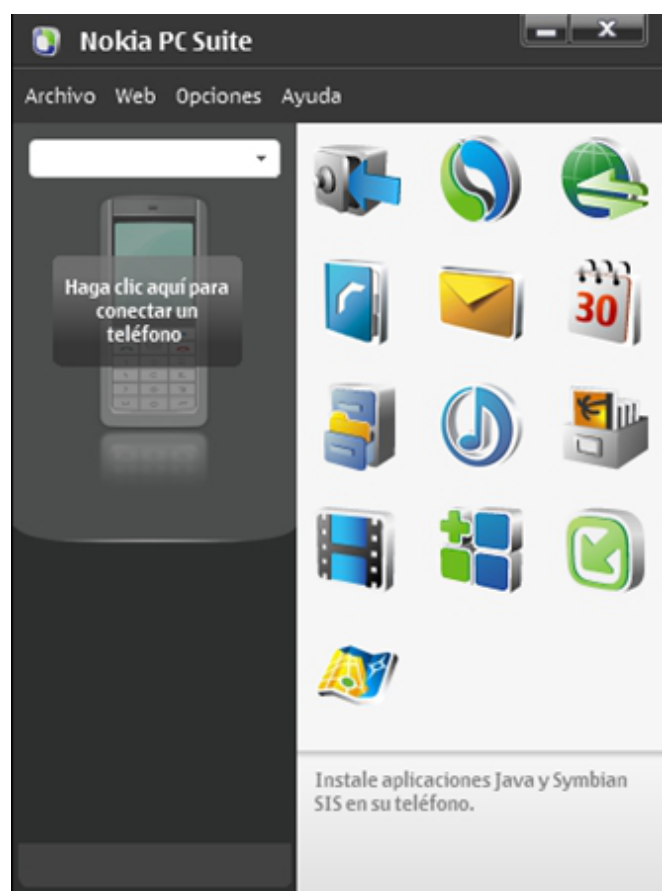 Nokia PC Suite
Archivo Web Opciones Ayuda
Haga clic aquí para
conectar un
teléfono
30
Instale aplicaciones Java y Symbian
SIS en su teléfono.